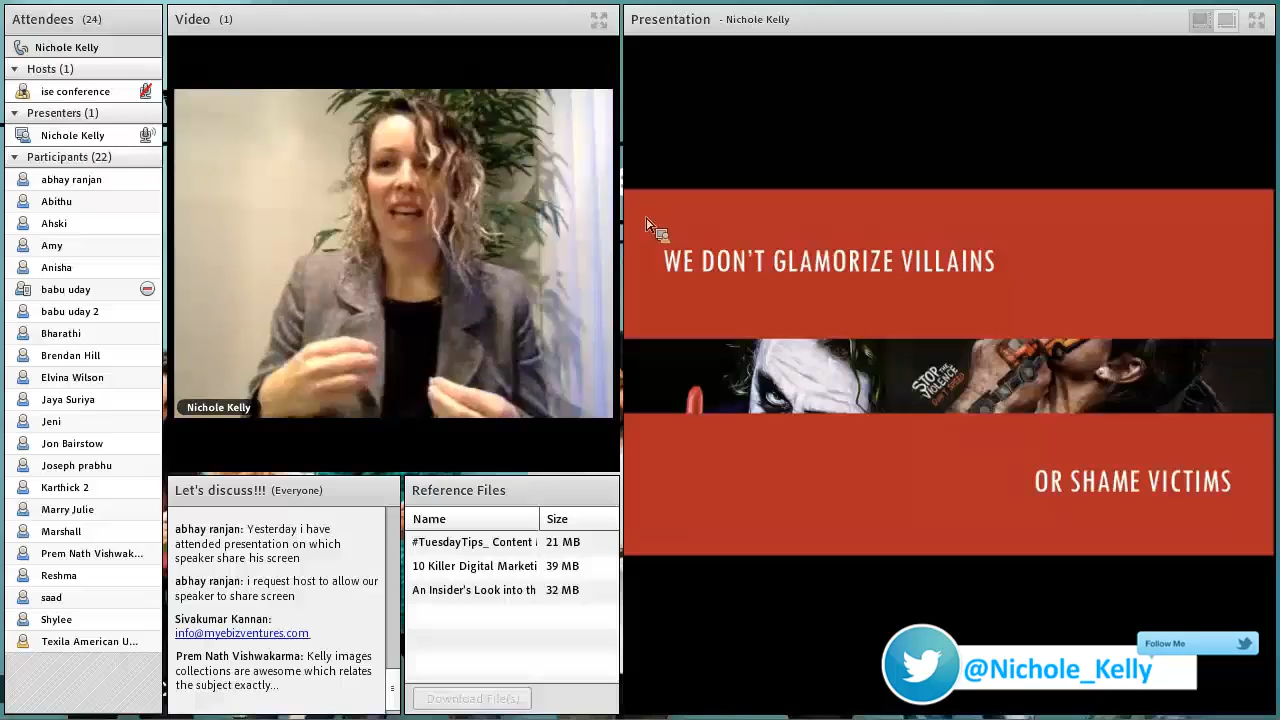 Attendees (24)
Nichole Kelly
Hosts (1)
ise conference
Presenters (1)
Nichole Kelly
Participants (22)
abhay ranjan
Abithu
Ahski
Amy
Anisha
babu uday
babu uday 2
Bharathi
Brendan Hill
Elvina Wilson
Jaya Suriya
Jeni
Jon Bairstow
Joseph prabhu
Karthick 2
Marry Julie
Marshall
Prem Nath Vishwak...
Reshma
saad
Shylee
Texila American U...
Video (1)
Nichole Kelly
Let's discuss!!! (Everyone)
abhay ranjan: Yesterday i have
attended presentation on which
speaker share his screen
abhay ranjan: i request host to allow our
speaker to share screen
Sivakumar Kannan:
info@myebizventures.com
Prem Nath Vishwakarma: Kelly images
collections are awesome which relates
the subject exactly...
Reference Files
Name Size
#TuesdayTips_ Content 21 MB
10 Killer Digital Marketi 39 MB
An Insider's Look into th 32 MB
Download File(s)
Presentation - Nichole Kelly
WE DON'T GLAMORIZE VILLAINS
STOP THE
VIOLENCE
OR SHAME VICTIMS
Follow Me
@Nichole_Kelly